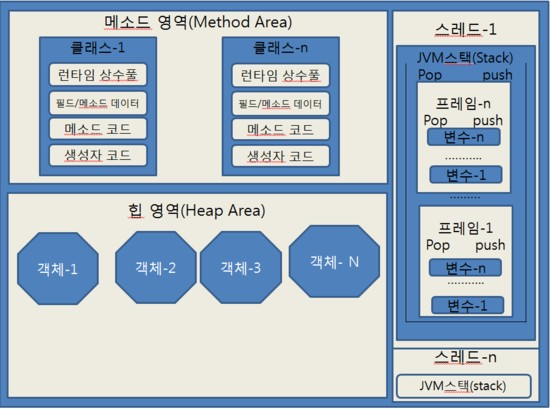 메소드 영역(Method Area)
클래스-1
런타임 상수풀
필드/메소드 데이터
메소드 코드
생성자 코드
클래스-n
런타임 상수풀
필드/메소드 데이터
메소드 코드
생성자 코드
힙 영역(Heap Area)
객체-1
객체-2
객체-3
객체- N
스레드-1
JVM스택(Stack)
Pop push
프레임-n
Pop push
변수-n
..........
변수-1
.........
프레임-1
Pop push
변수-n
...........
변수-1
스레드-n
JVM스택(stack)